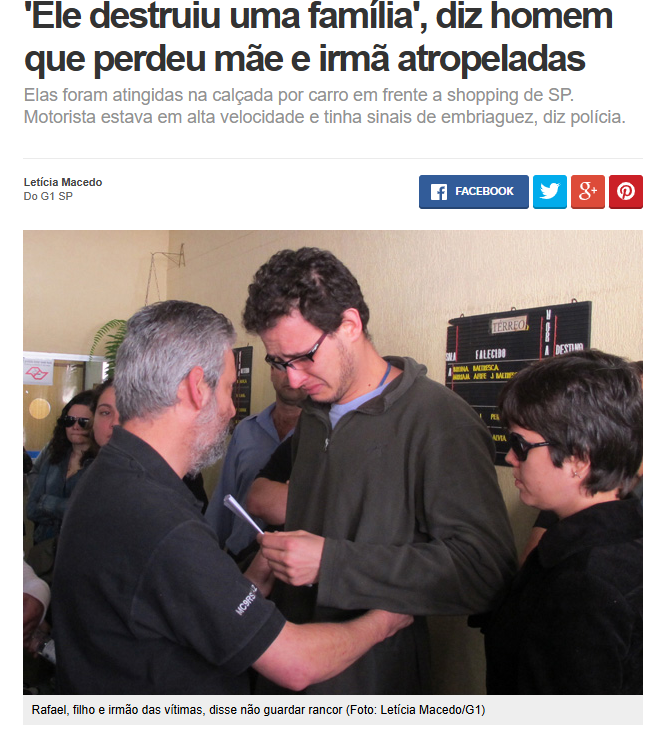 'Ele destruiu uma família', diz homem
que perdeu mãe e irmã atropeladas
Elas foram atingidas na calçada por carro em frente a shopping de SP.
Motorista estava em alta velocidade e tinha sinais de embriaguez, diz polícia.
Letícia Macedo
Do G1 SP
FACEBOOK
g+
TÉRREO
FALECIDO
HORA
DESTINO
Rafael, filho e irmão das vítimas, disse não guardar rancor (Foto: Letícia Macedo/G1)